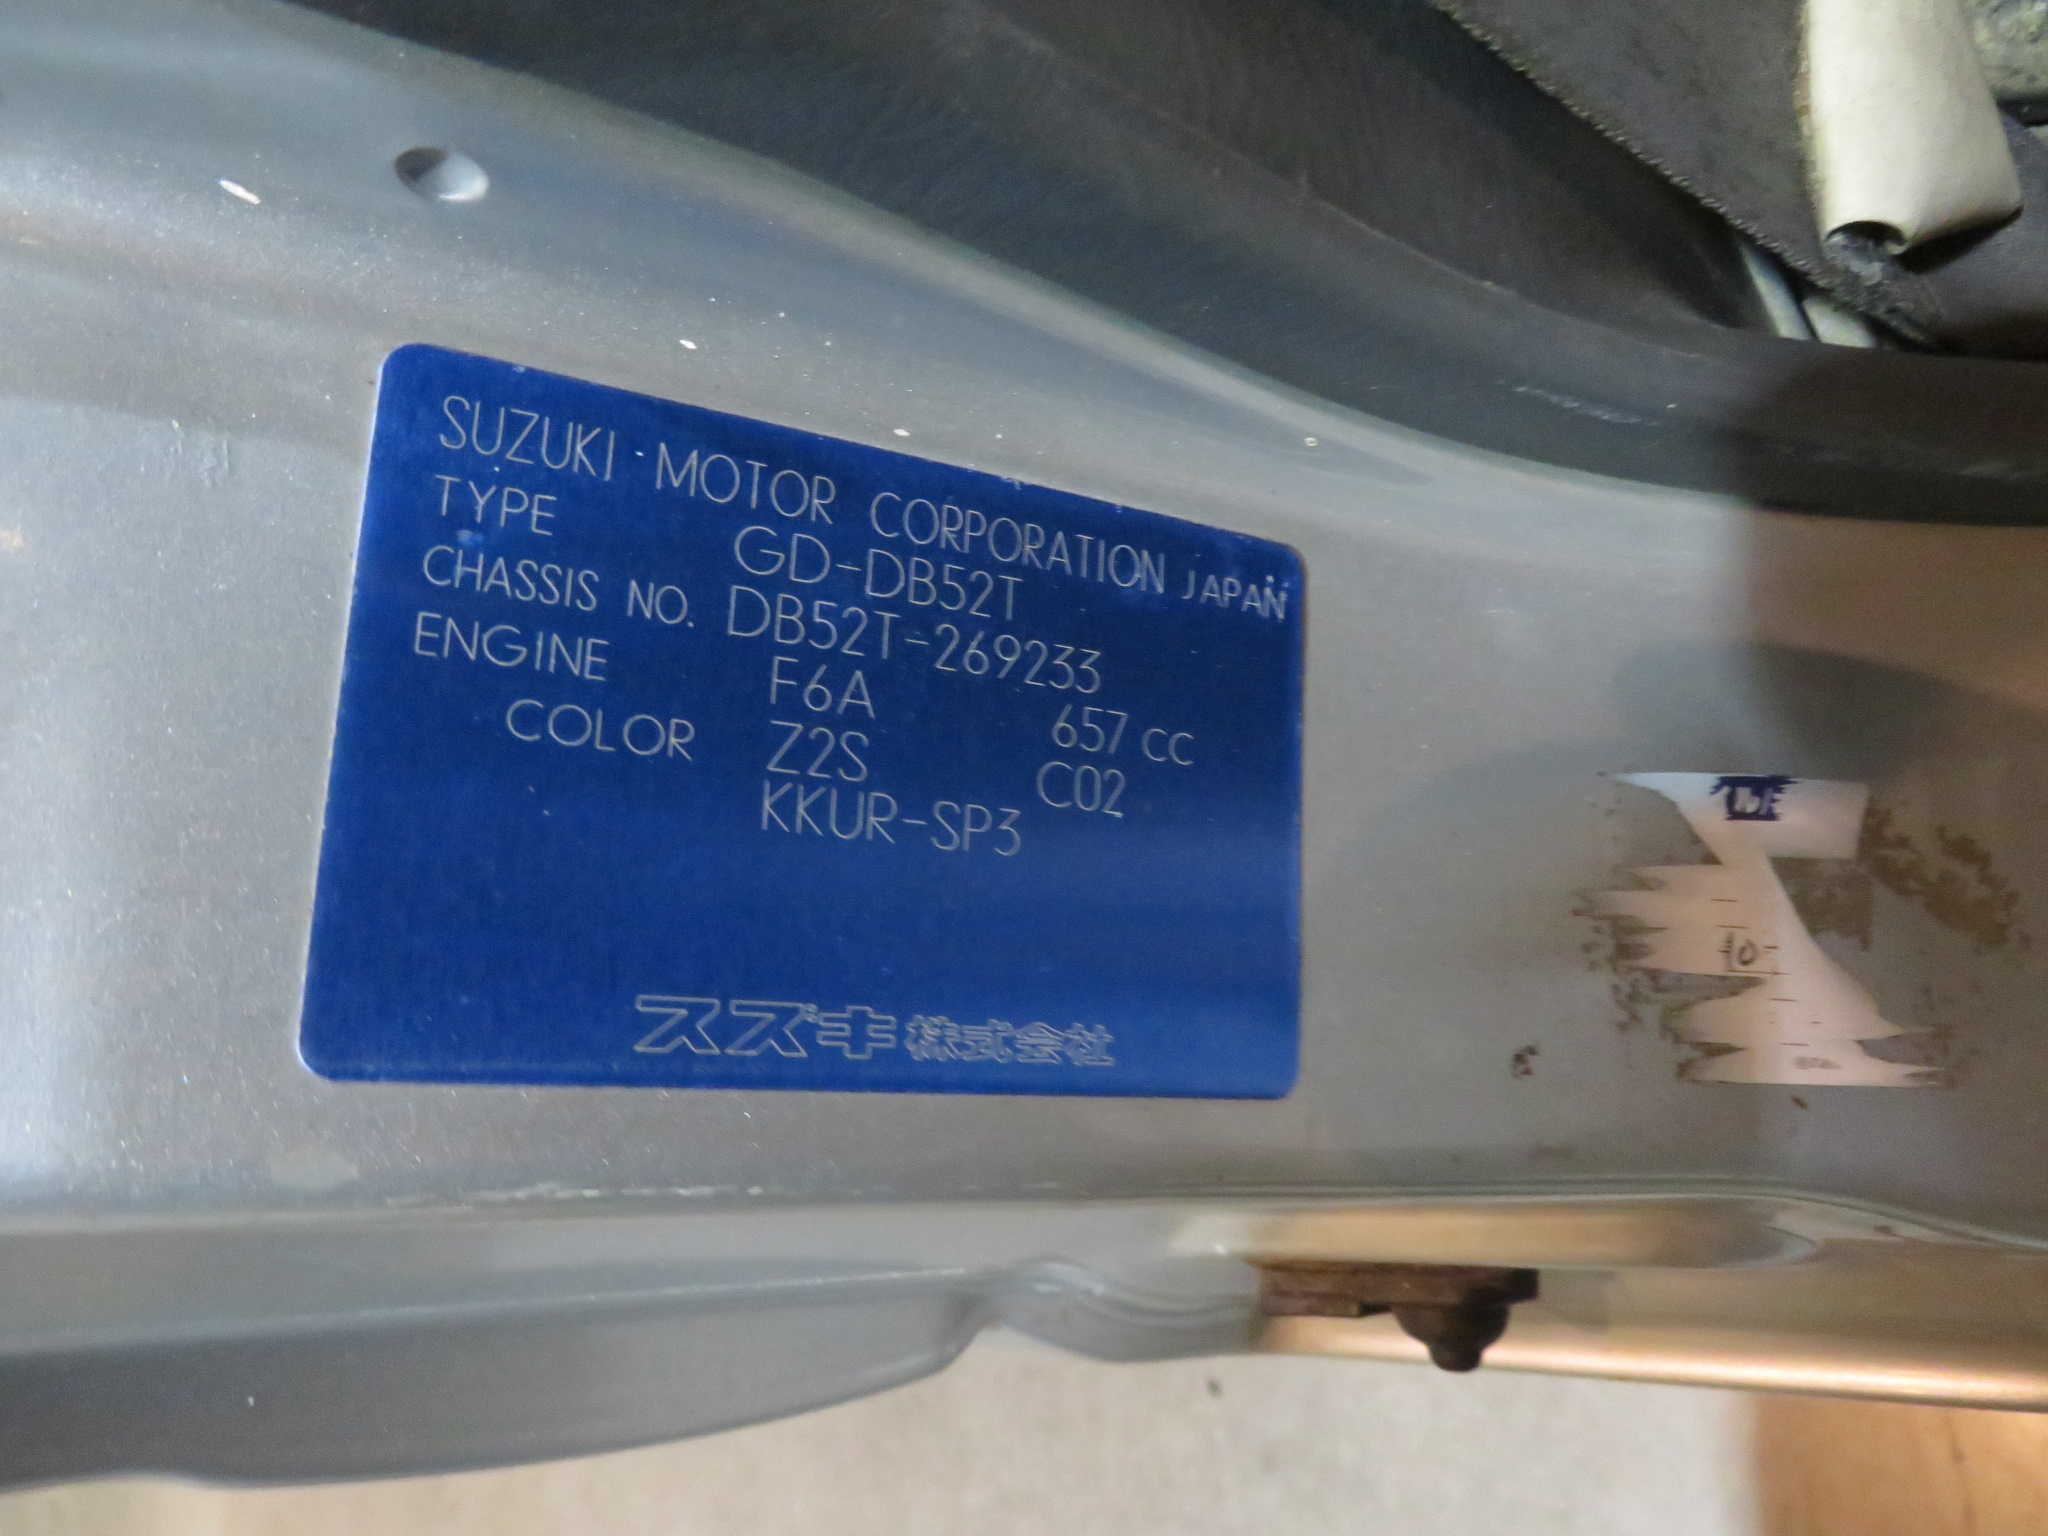 SUZUKI MOTOR CORPORATION JAPAN
TYPE GD-DB52T
CHASSIS NO. DB52T-269233
ENGINE F6A 657 CC
COLOR Z2S C02
KKUR-SP3
スズキ株式会社
10